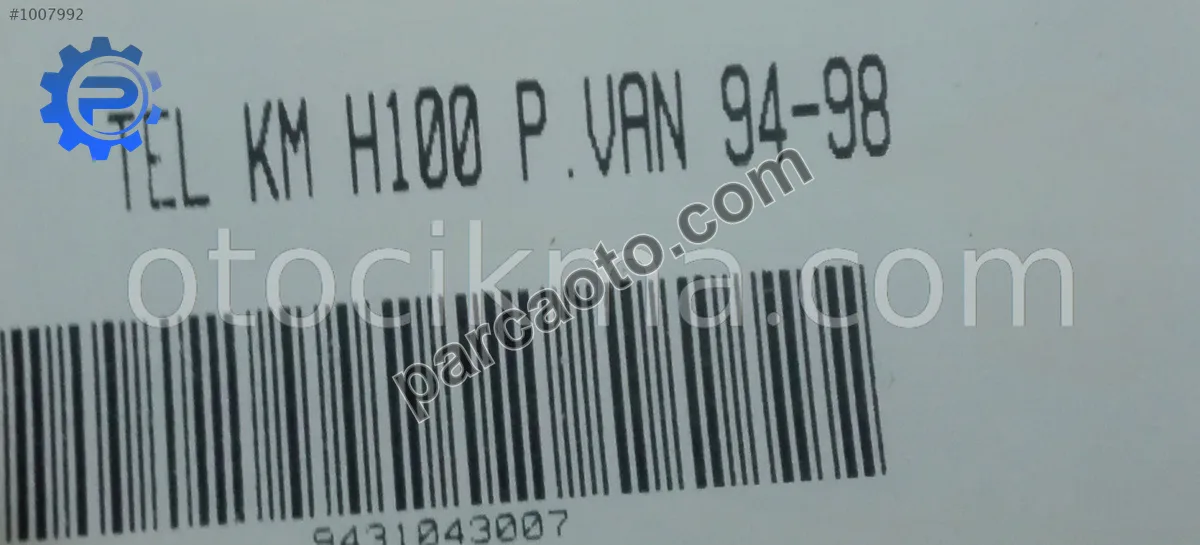 #1007992
P
TEL KM H100 P.VAN 94-98
otocikma.com
parcaoto.com
9431043007